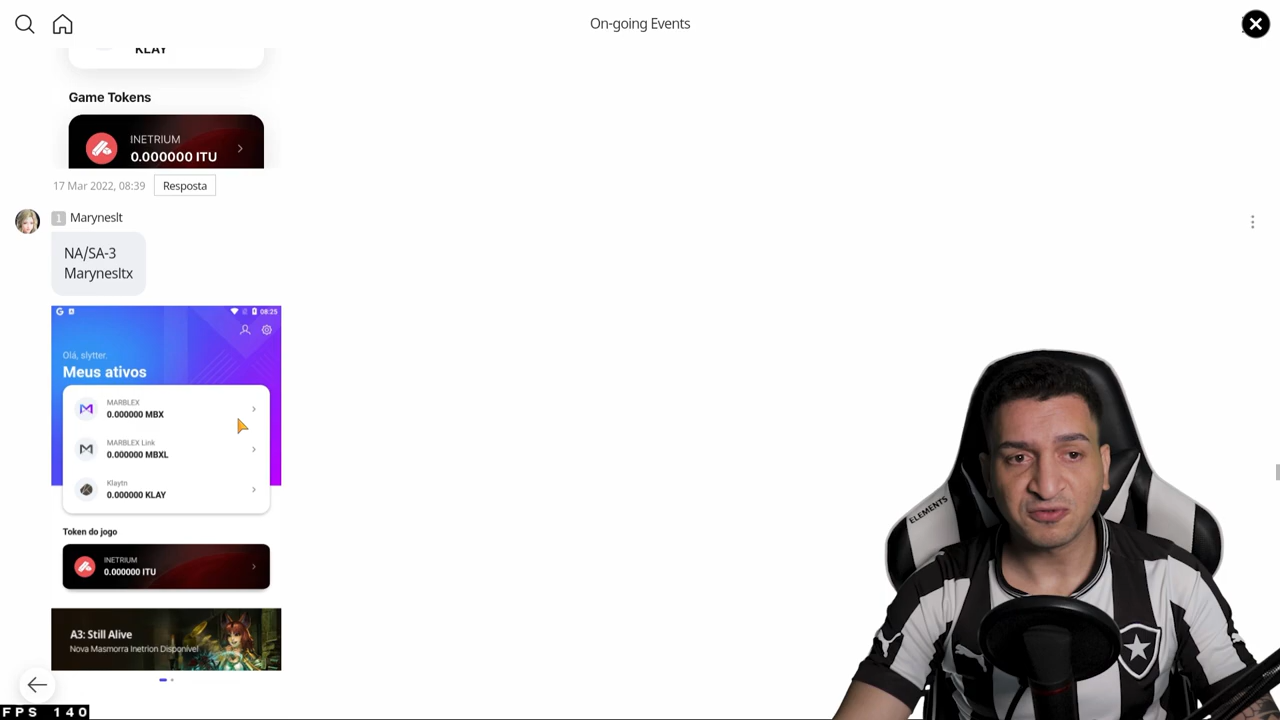 On-going Events
KLAY
Game Tokens
INETRIUM
0.000000 ITU
17 Mar 2022, 08:39 Resposta
1 Maryneslt
NA/SA-3
Marynesltx
G 08:25
Olá, slytter.
Meus ativos
MARBLEX
0.000000 MBX
MARBLEX Link
0.000000 MBXL
Klaytn
0.000000 KLAY
Token do jogo
INETRIUM
0.000000 ITU
A3: Still Alive
Nova Masmorra Inetrion Disponível
FPS 140
ELEMENTS